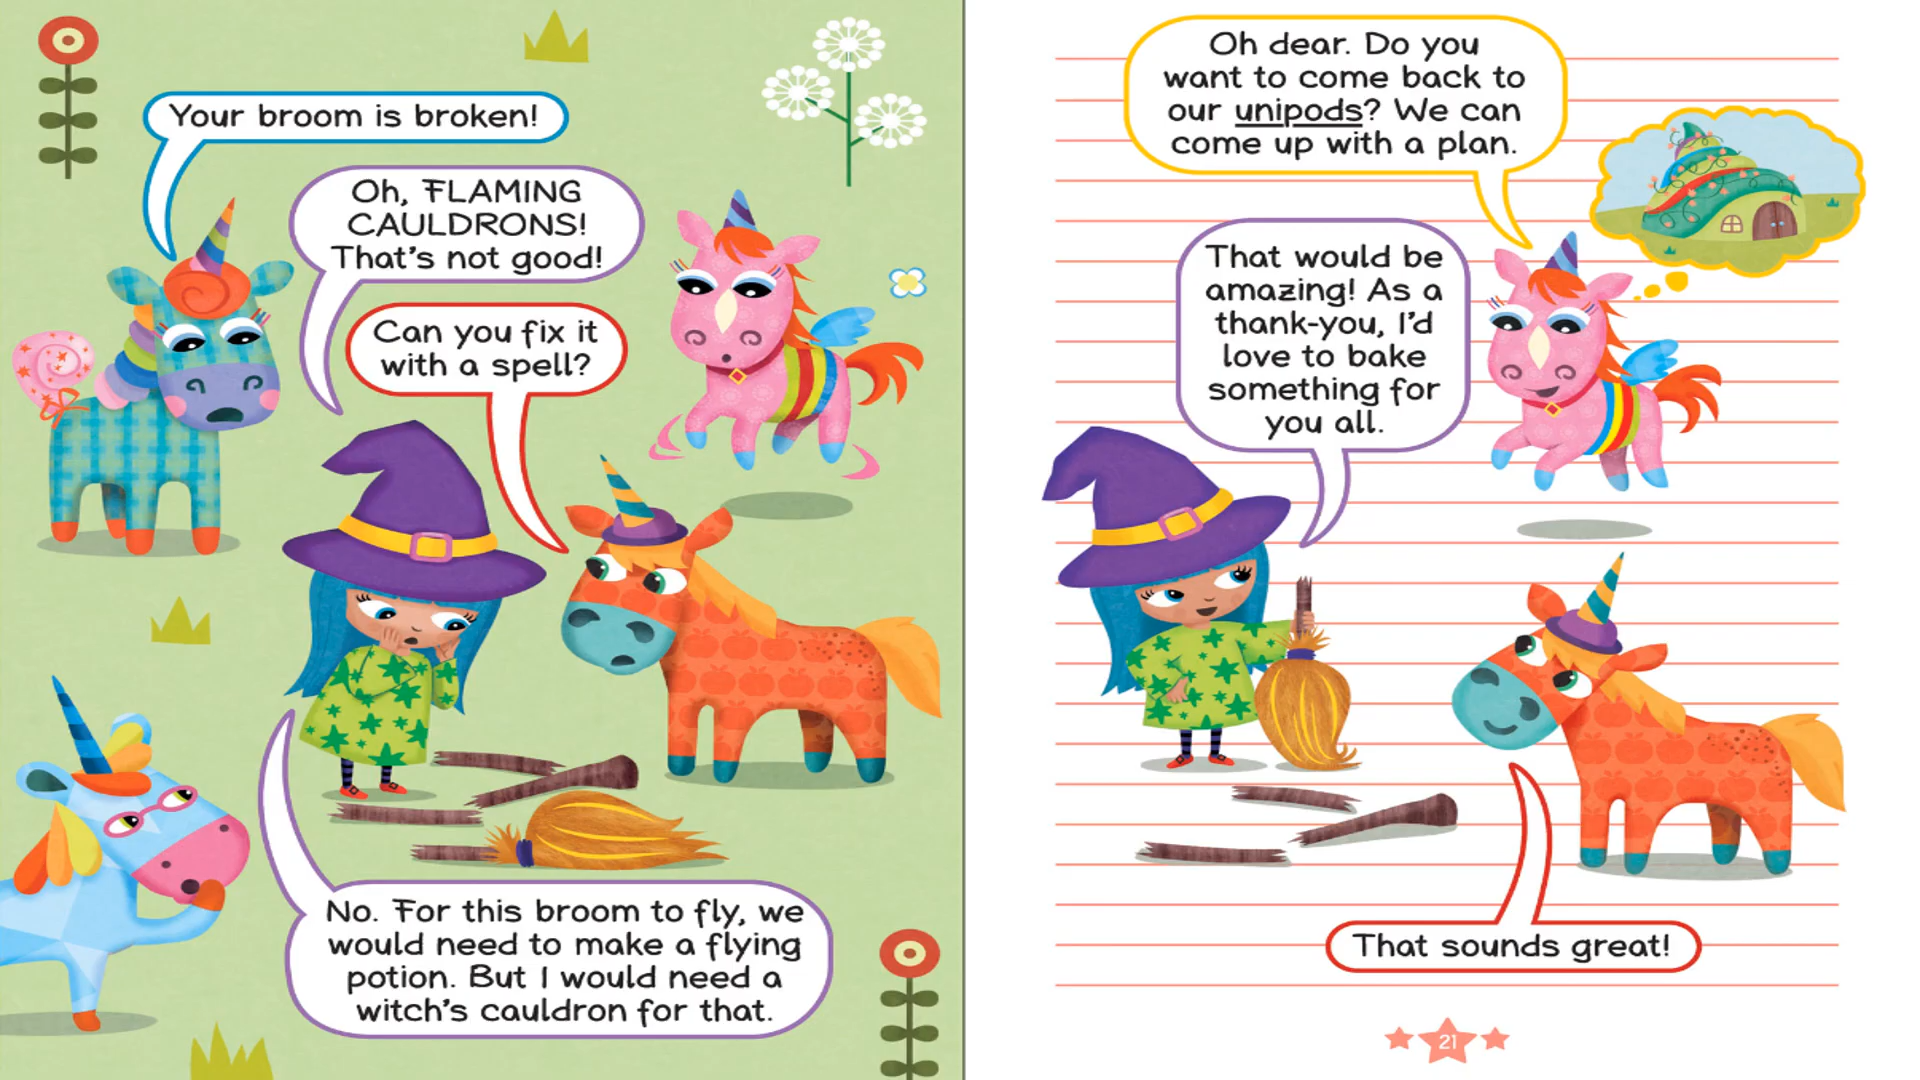 Your broom is broken!
Oh, FLAMING
CAULDRONS!
That's not good!
Can you fix it
with a spell?
No. For this broom to fly, we
would need to make a flying
potion. But I would need a
witch's cauldron for that.
Oh dear. Do you
want to come back to
our unipods? We can
come up with a plan.
That would be
amazing! As a
thank-you, I'd
love to bake
something for
you all.
That sounds great!
21